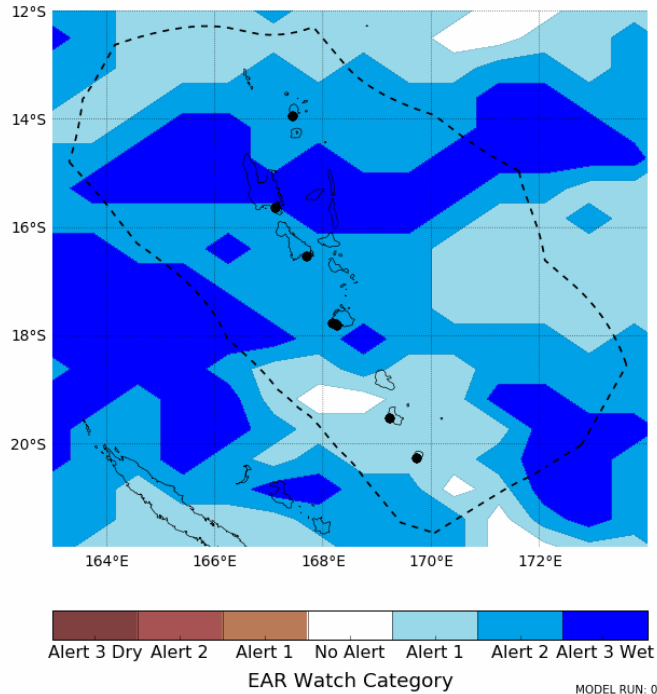 12°S
14°S
16°S
18°S
20°S
164°E 166°E 168°E 170°E 172°E
Alert 3 Dry Alert 2 Alert 1 No Alert Alert 1 Alert 2 Alert 3 Wet
EAR Watch Category
MODEL RUN: 0